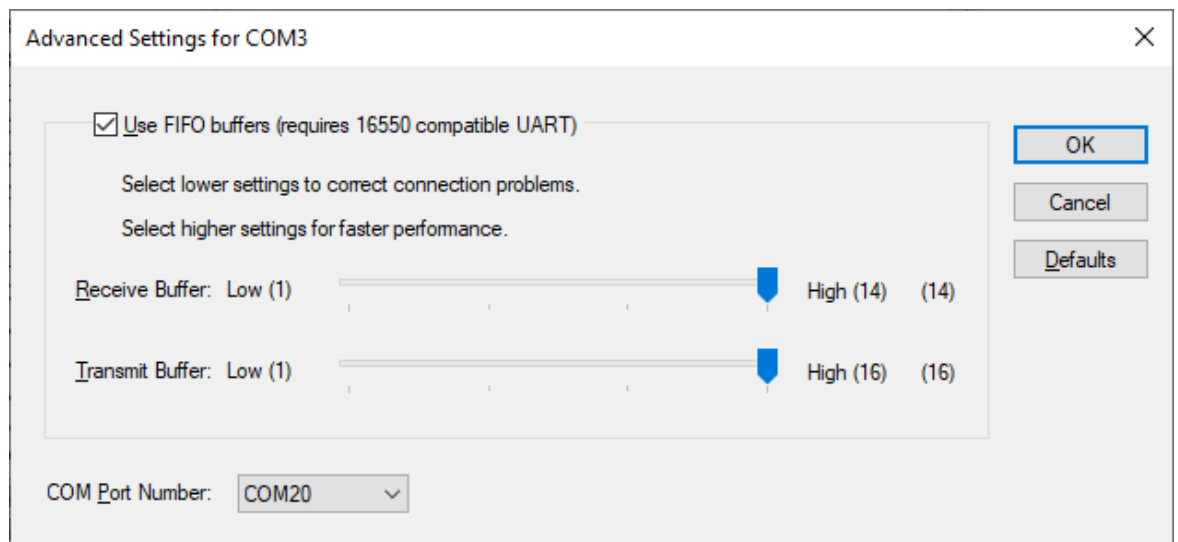 Advanced Settings for COM3
Use FIFO buffers (requires 16550 compatible UART)
OK
Select lower settings to correct connection problems.
Cancel
Select higher settings for faster performance.
Defaults
Receive Buffer: Low (1) High (14) (14)
Transmit Buffer: Low (1) High (16) (16)
COM Port Number: COM20